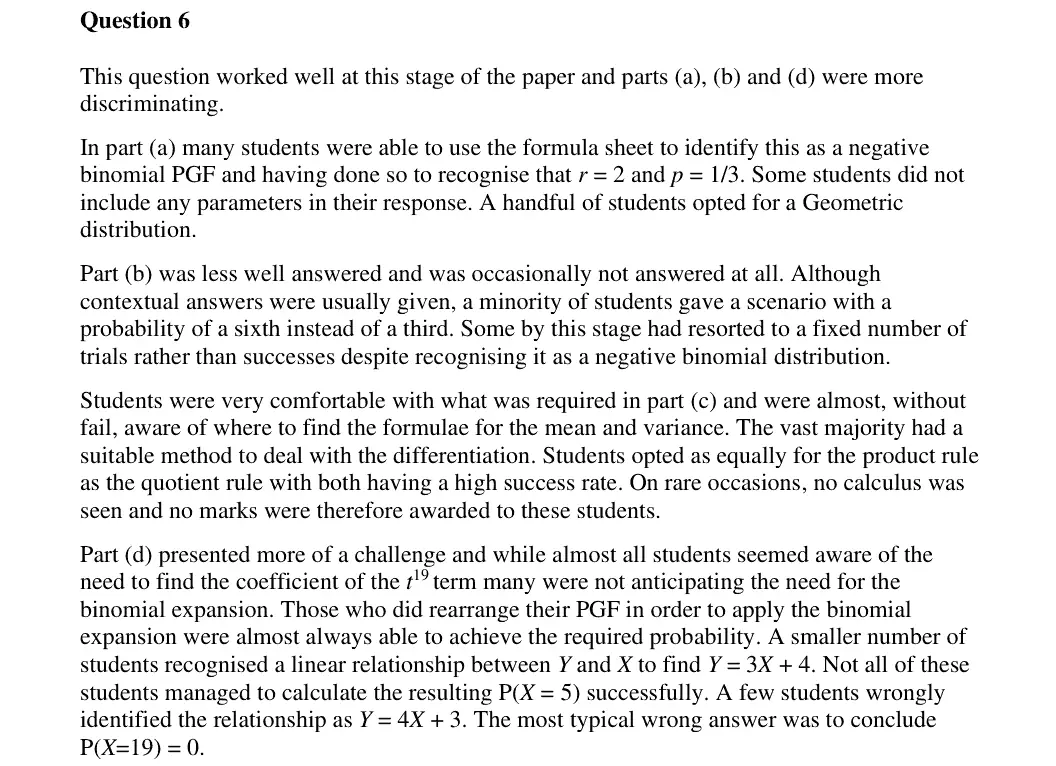 Question 6
This question worked well at this stage of the paper and parts (a), (b) and (d) were more
discriminating.
In part (a) many students were able to use the formula sheet to identify this as a negative
binomial PGF and having done so to recognise that r = 2 and p = 1/3. Some students did not
include any parameters in their response. A handful of students opted for a Geometric
distribution.
Part (b) was less well answered and was occasionally not answered at all. Although
contextual answers were usually given, a minority of students gave a scenario with a
probability of a sixth instead of a third. Some by this stage had resorted to a fixed number of
trials rather than successes despite recognising it as a negative binomial distribution.
Students were very comfortable with what was required in part (c) and were almost, without
fail, aware of where to find the formulae for the mean and variance. The vast majority had a
suitable method to deal with the differentiation. Students opted as equally for the product rule
as the quotient rule with both having a high success rate. On rare occasions, no calculus was
seen and no marks were therefore awarded to these students.
Part (d) presented more of a challenge and while almost all students seemed aware of the
need to find the coefficient of the t¹⁹ term many were not anticipating the need for the
binomial expansion. Those who did rearrange their PGF in order to apply the binomial
expansion were almost always able to achieve the required probability. A smaller number of
students recognised a linear relationship between Y and X to find Y = 3X + 4. Not all of these
students managed to calculate the resulting P(X = 5) successfully. A few students wrongly
identified the relationship as Y = 4X + 3. The most typical wrong answer was to conclude
P(X=19) = 0.